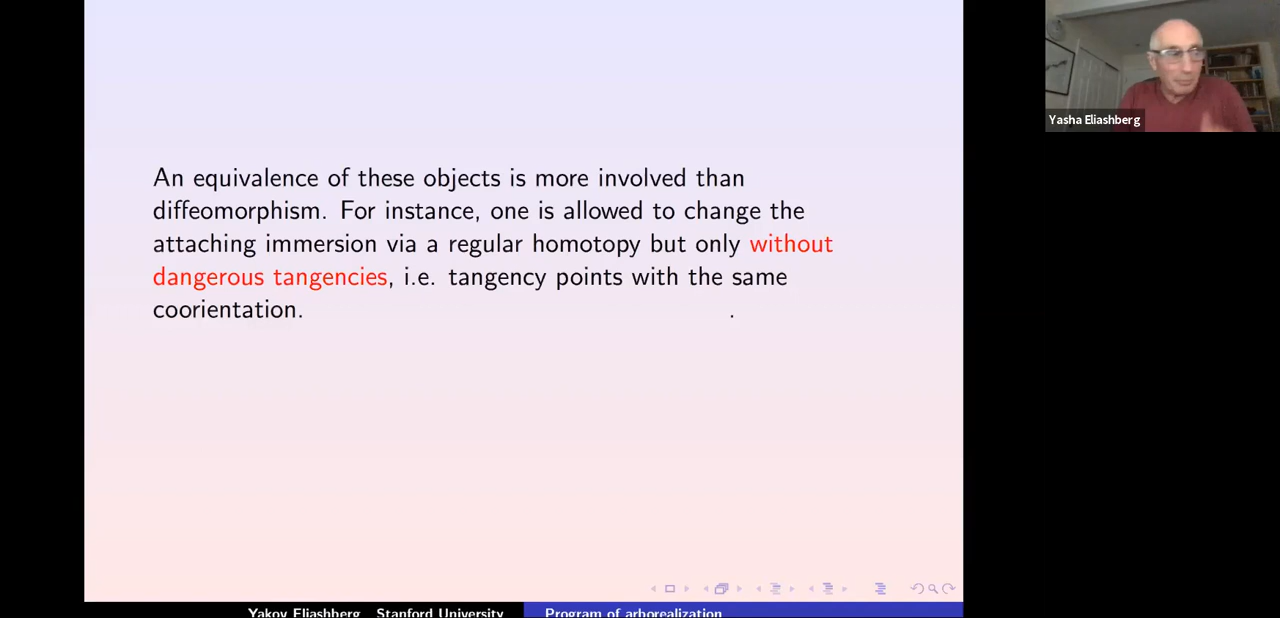 An equivalence of these objects is more involved than
diffeomorphism. For instance, one is allowed to change the
attaching immersion via a regular homotopy but only without
dangerous tangencies, i.e. tangency points with the same
coorientation. .
Yasha Eliashberg
Yakov Eliashberg Stanford University Program of arborealization